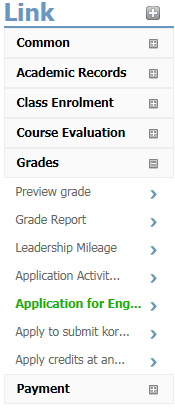 Link
Common
Academic Records
Class Enrolment
Course Evaluation
Grades
Preview grade
Grade Report
Leadership Mileage
Application Activit...
Application for Eng...
Apply to submit kor...
Apply credits at an...
Payment